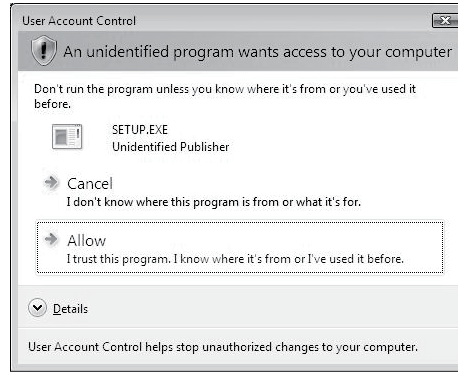 User Account Control
An unidentified program wants access to your computer
Don't run the program unless you know where it's from or you've used it
before.
SETUP.EXE
Unidentified Publisher
Cancel
I don't know where this program is from or what it's for.
Allow
I trust this program. I know where it's from or I've used it before.
Details
User Account Control helps stop unauthorized changes to your computer.